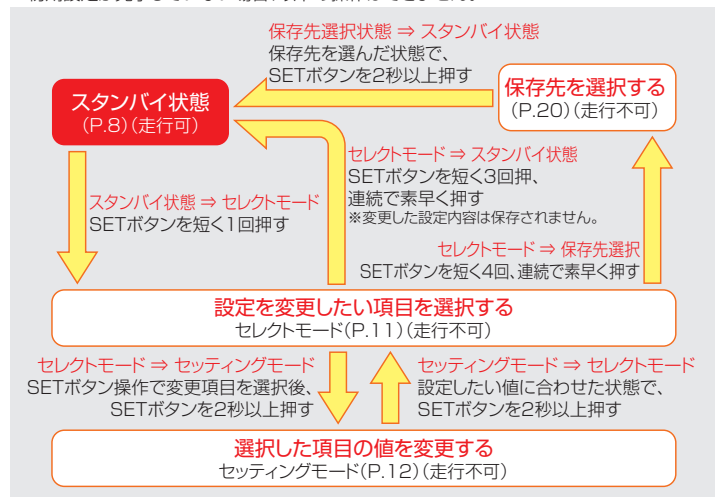 保存先選択状態 ⇒ スタンバイ状態
保存先を選んだ状態で、
SETボタンを2秒以上押す
保存先を選択する
(P.20)(走行不可)
スタンバイ状態
(P.8)(走行可)
セレクトモード ⇒ スタンバイ状態
SETボタンを短く3回押、
連続で素早く押す
※変更した設定内容は保存されません。
スタンバイ状態 ⇒ セレクトモード
SETボタンを短く1回押す
セレクトモード ⇒ 保存先選択
SETボタンを短く4回、連続で素早く押す
設定を変更したい項目を選択する
セレクトモード(P.11)(走行不可)
セレクトモード ⇒ セッティングモード
SETボタン操作で変更項目を選択後、
SETボタンを2秒以上押す
セッティングモード ⇒ セレクトモード
設定したい値に合わせた状態で、
SETボタンを2秒以上押す
選択した項目の値を変更する
セッティングモード(P.12)(走行不可)